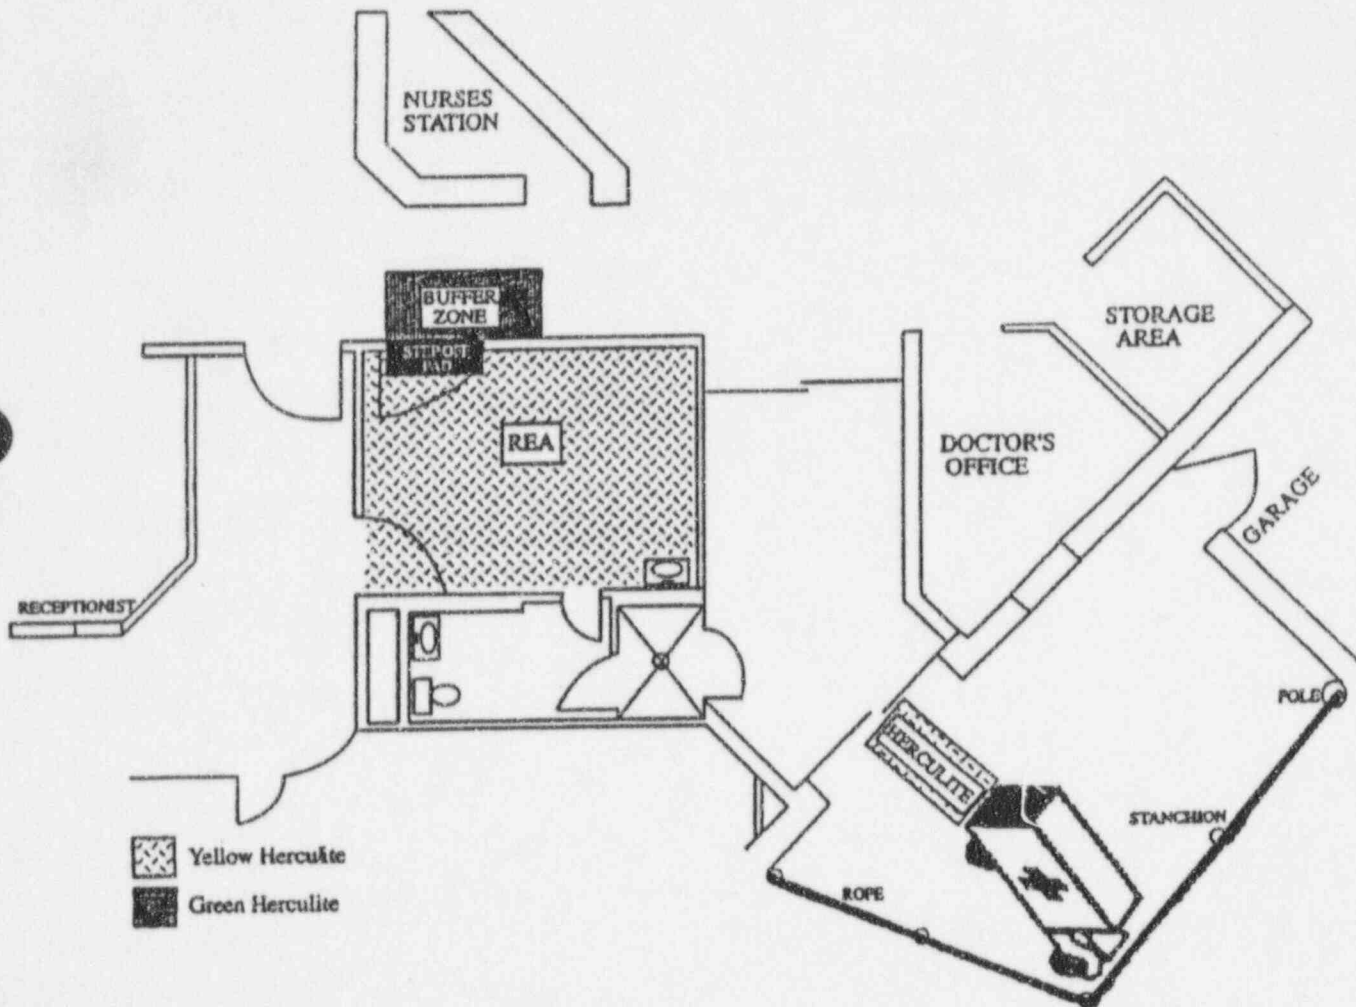 NURSES
STATION
BUFFER
ZONE
STEPOFF
PAD
REA
STORAGE
AREA
DOCTOR'S
OFFICE
GARAGE
RECEPTIONIST
POLE
HERCULITE
STANCHION
ROPE
Yellow Herculite
Green Herculite